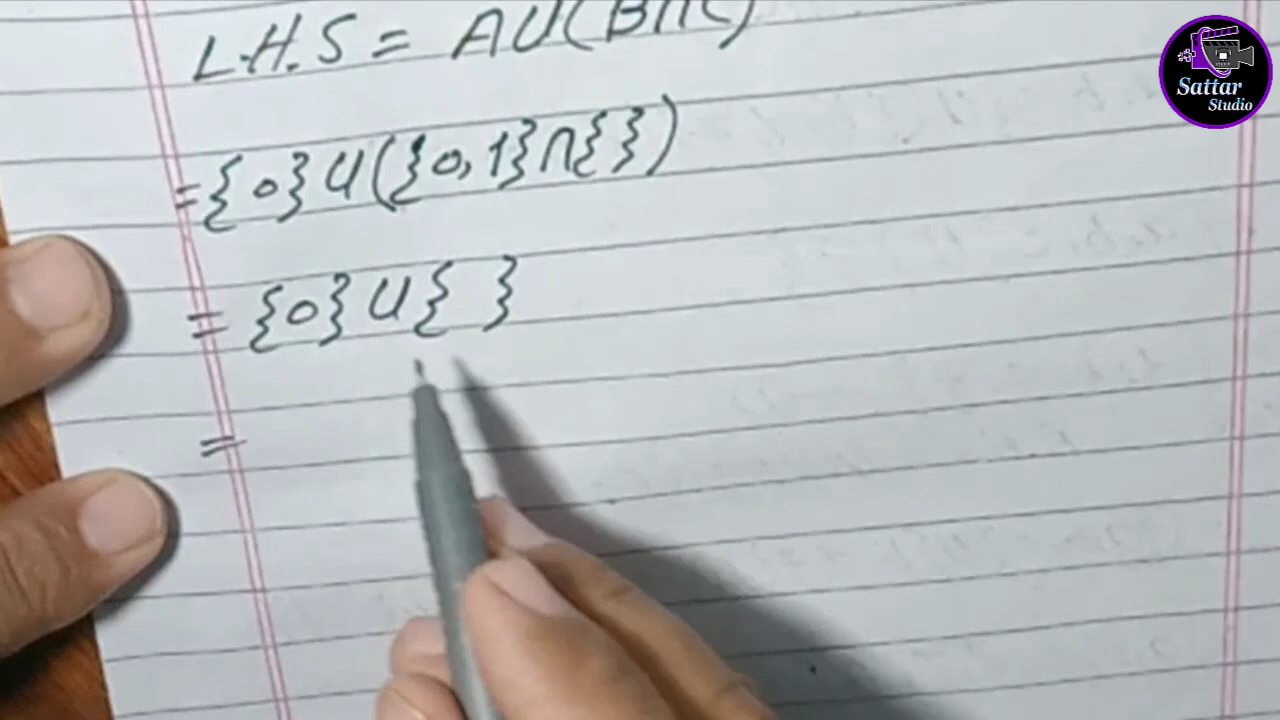 L.H.S = AU(B∩C)
={0}U({0,1}∩{})
= {0}U{ }
=
Sattar
Studio